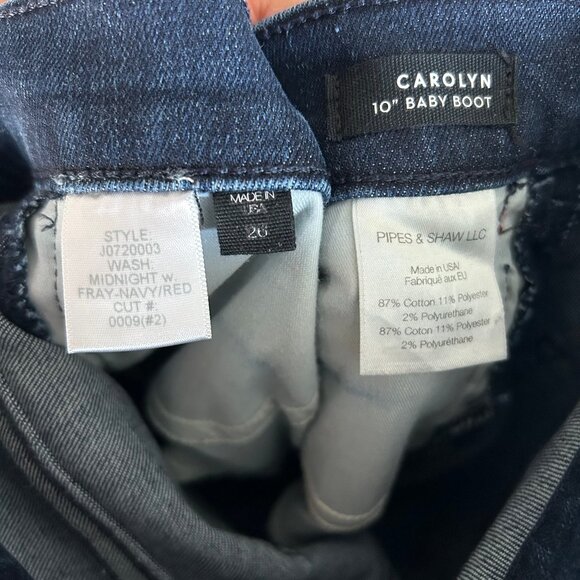 CAROLYN
10" BABY BOOT
STYLE:
J0720003
WASH:
MIDNIGHT w.
FRAY-NAVY/RED
CUT #:
0009(#2)
MADE IN
USA
26
PIPES & SHAW LLC
Made in USA/
Fabriqué aux EU
87% Cotton 11% Polyester
2% Polyurethane
87% Cotton 11% Polyester
2% Polyuréthane